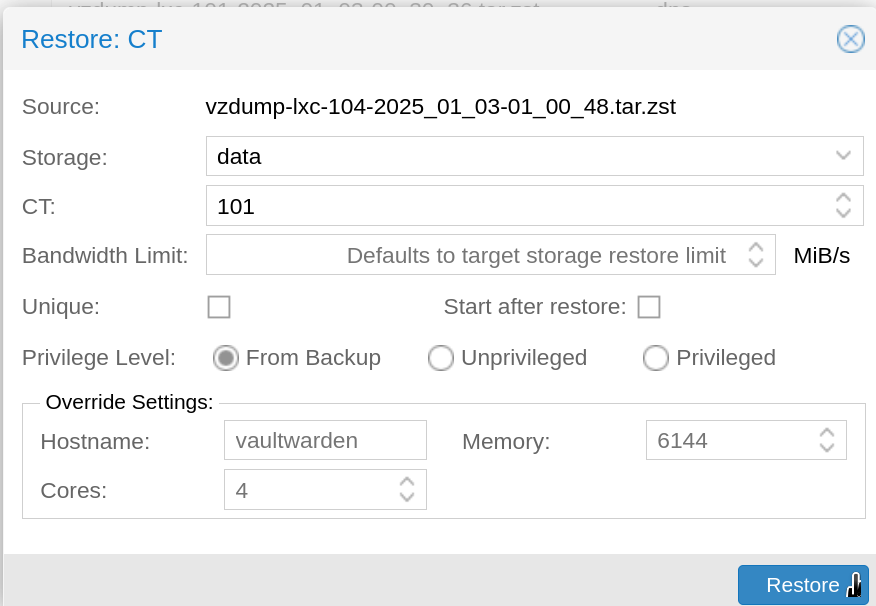 Restore: CT
Source: vzdump-lxc-104-2025_01_03-01_00_48.tar.zst
Storage: data
CT: 101
Bandwidth Limit: Defaults to target storage restore limit MiB/s
Unique: Start after restore:
Privilege Level: From Backup Unprivileged Privileged
Override Settings:
Hostname: vaultwarden Memory: 6144
Cores: 4
Restore